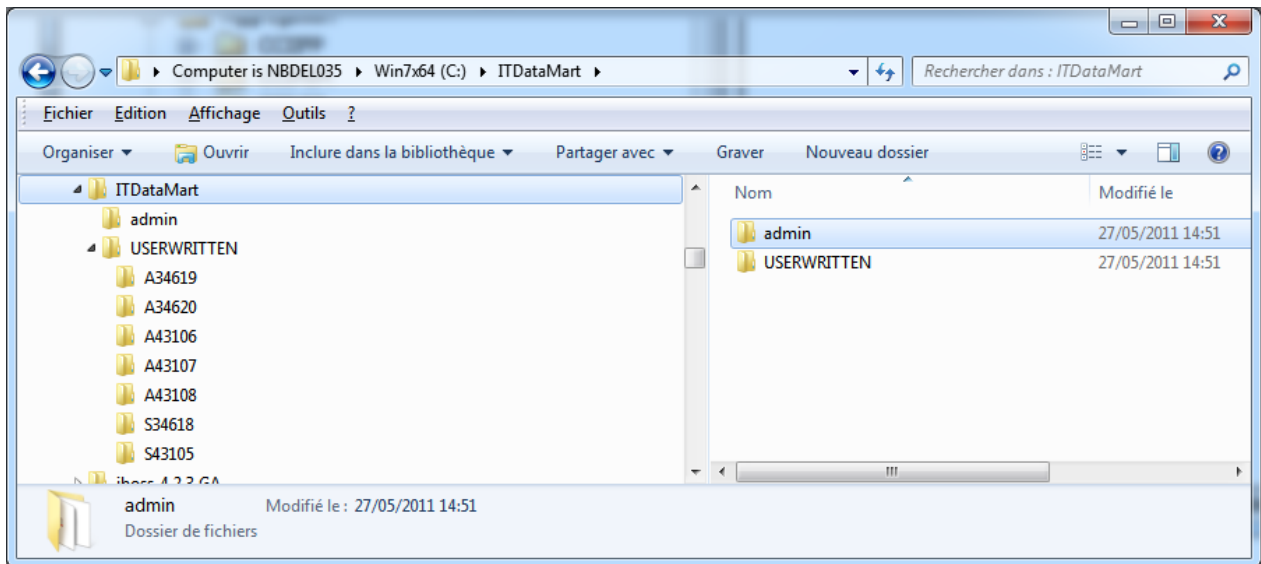 Computer is NBDEL035 ▸ Win7x64 (C:) ▸ ITDataMart ▸ Rechercher dans : ITDataMart
Fichier Edition Affichage Outils ?
Organiser Ouvrir Inclure dans la bibliothèque Partager avec Graver Nouveau dossier
ITDataMart
admin
USERWRITTEN
A34619
A34620
A43106
A43107
A43108
S34618
S43105
Nom Modifié le
admin 27/05/2011 14:51
USERWRITTEN 27/05/2011 14:51
admin Modifié le : 27/05/2011 14:51
Dossier de fichiers